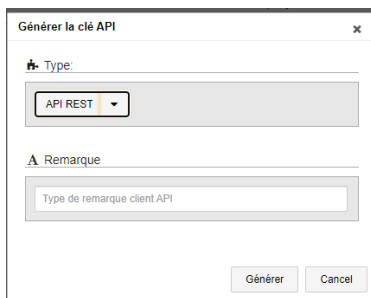 Générer la clé API
Type:
API REST
A Remarque
Type de remarque client API
Générer
Cancel